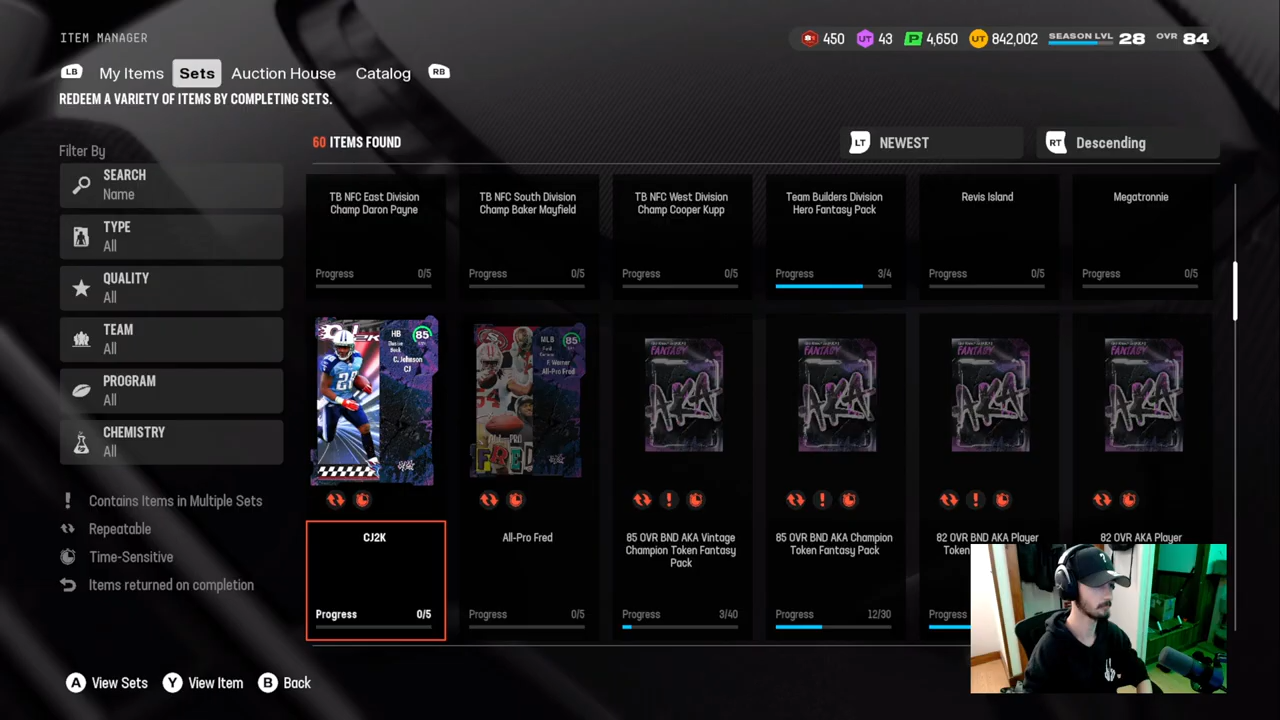 ITEM MANAGER
450
UT
43
P
4,650
UT
842,002
SEASON LVL
28
OVR
84
LB
My Items
Sets
Auction House
Catalog
RB
REDEEM A VARIETY OF ITEMS BY COMPLETING SETS.
Filter By
60 ITEMS FOUND
LT
NEWEST
RT
Descending
SEARCH
Name
TYPE
All
QUALITY
All
TEAM
All
PROGRAM
All
CHEMISTRY
All
! Contains Items in Multiple Sets
Repeatable
Time-Sensitive
Items returned on completion
TB NFC East Division
Champ Daron Payne
Progress 0/5
TB NFC South Division
Champ Baker Mayfield
Progress 0/5
TB NFC West Division
Champ Cooper Kupp
Progress 0/5
Team Builders Division
Hero Fantasy Pack
Progress 3/4
Revis Island
Progress 0/5
Megatronnie
Progress 0/5
HB
85
C. Johnson
CJ
CJ2K
Progress 0/5
MLB
85
F. Warner
All-Pro Fred
FRED
All-Pro Fred
Progress 0/5
FANTASY
AKA
85 OVR BND AKA Vintage
Champion Token Fantasy
Pack
Progress 3/40
FANTASY
AKA
85 OVR BND AKA Champion
Token Fantasy Pack
Progress 12/30
FANTASY
AKA
82 OVR BND AKA Player
FANTASY
AKA
82 OVR AKA Player
A View Sets
Y View Item
B Back